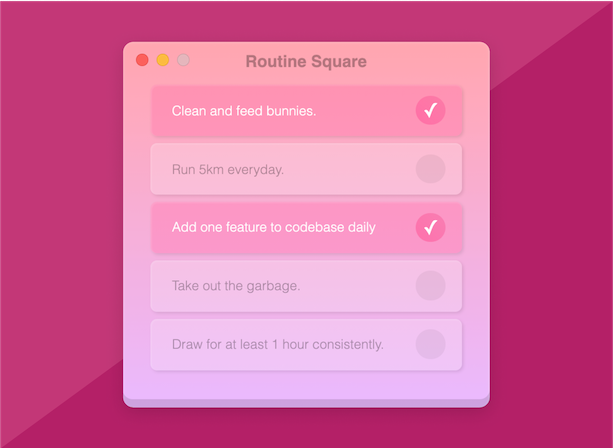 Routine Square
Clean and feed bunnies.
Run 5km everyday.
Add one feature to codebase daily
Take out the garbage.
Draw for at least 1 hour consistently.